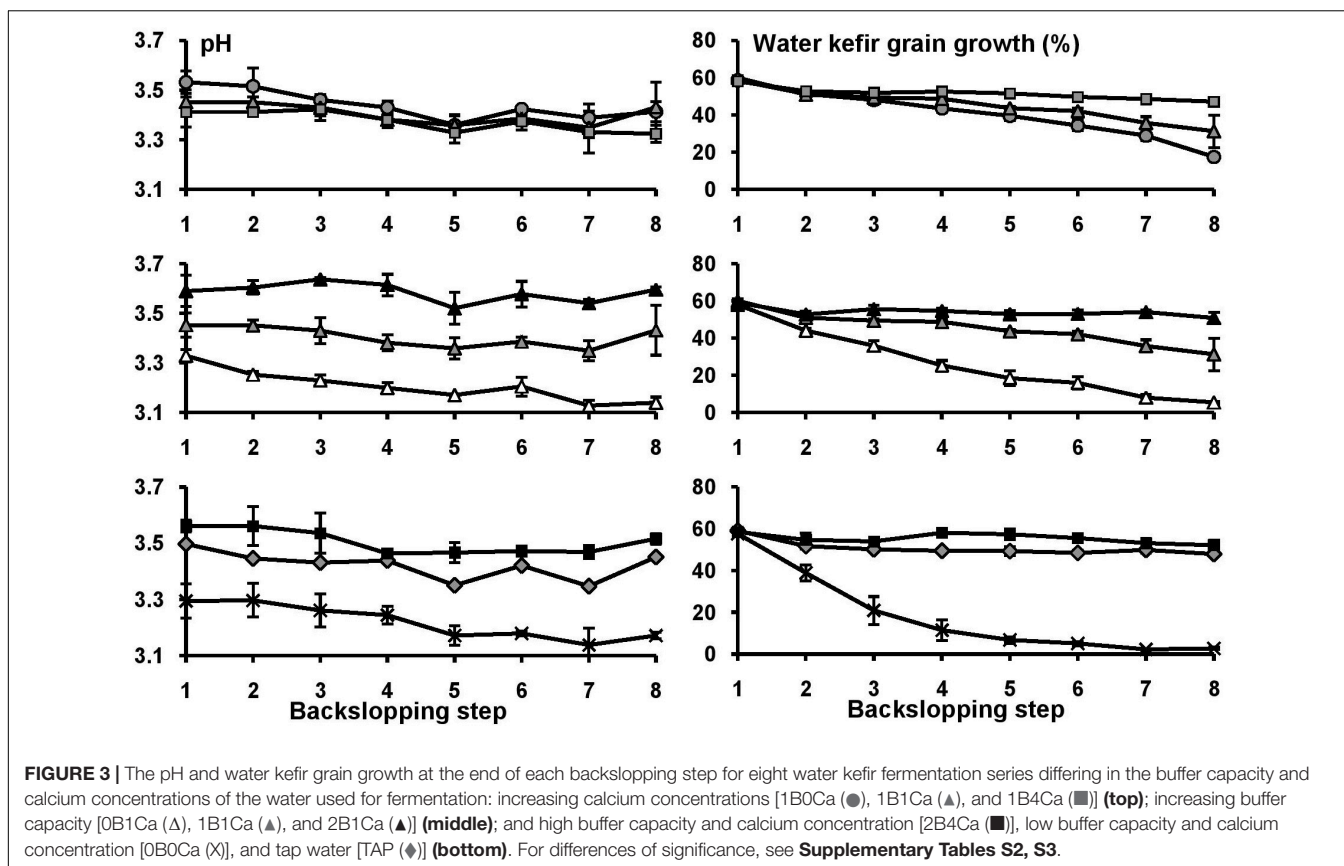 pH
3.7
3.5
3.3
3.1
1 2 3 4 5 6 7 8
Water kefir grain growth (%)
80
60
40
20
0
1 2 3 4 5 6 7 8
3.7
3.5
3.3
3.1
1 2 3 4 5 6 7 8
80
60
40
20
0
1 2 3 4 5 6 7 8
3.7
3.5
3.3
3.1
1 2 3 4 5 6 7 8
Backslopping step
80
60
40
20
0
1 2 3 4 5 6 7 8
Backslopping step
FIGURE 3 | The pH and water kefir grain growth at the end of each backslopping step for eight water kefir fermentation series differing in the buffer capacity and
calcium concentrations of the water used for fermentation: increasing calcium concentrations [1B0Ca (●), 1B1Ca (▲), and 1B4Ca (■)] (top); increasing buffer
capacity [0B1Ca (Δ), 1B1Ca (▲), and 2B1Ca (▲)] (middle); and high buffer capacity and calcium concentration [2B4Ca (■)], low buffer capacity and calcium
concentration [0B0Ca (X)], and tap water [TAP (♦)] (bottom). For differences of significance, see Supplementary Tables S2, S3.